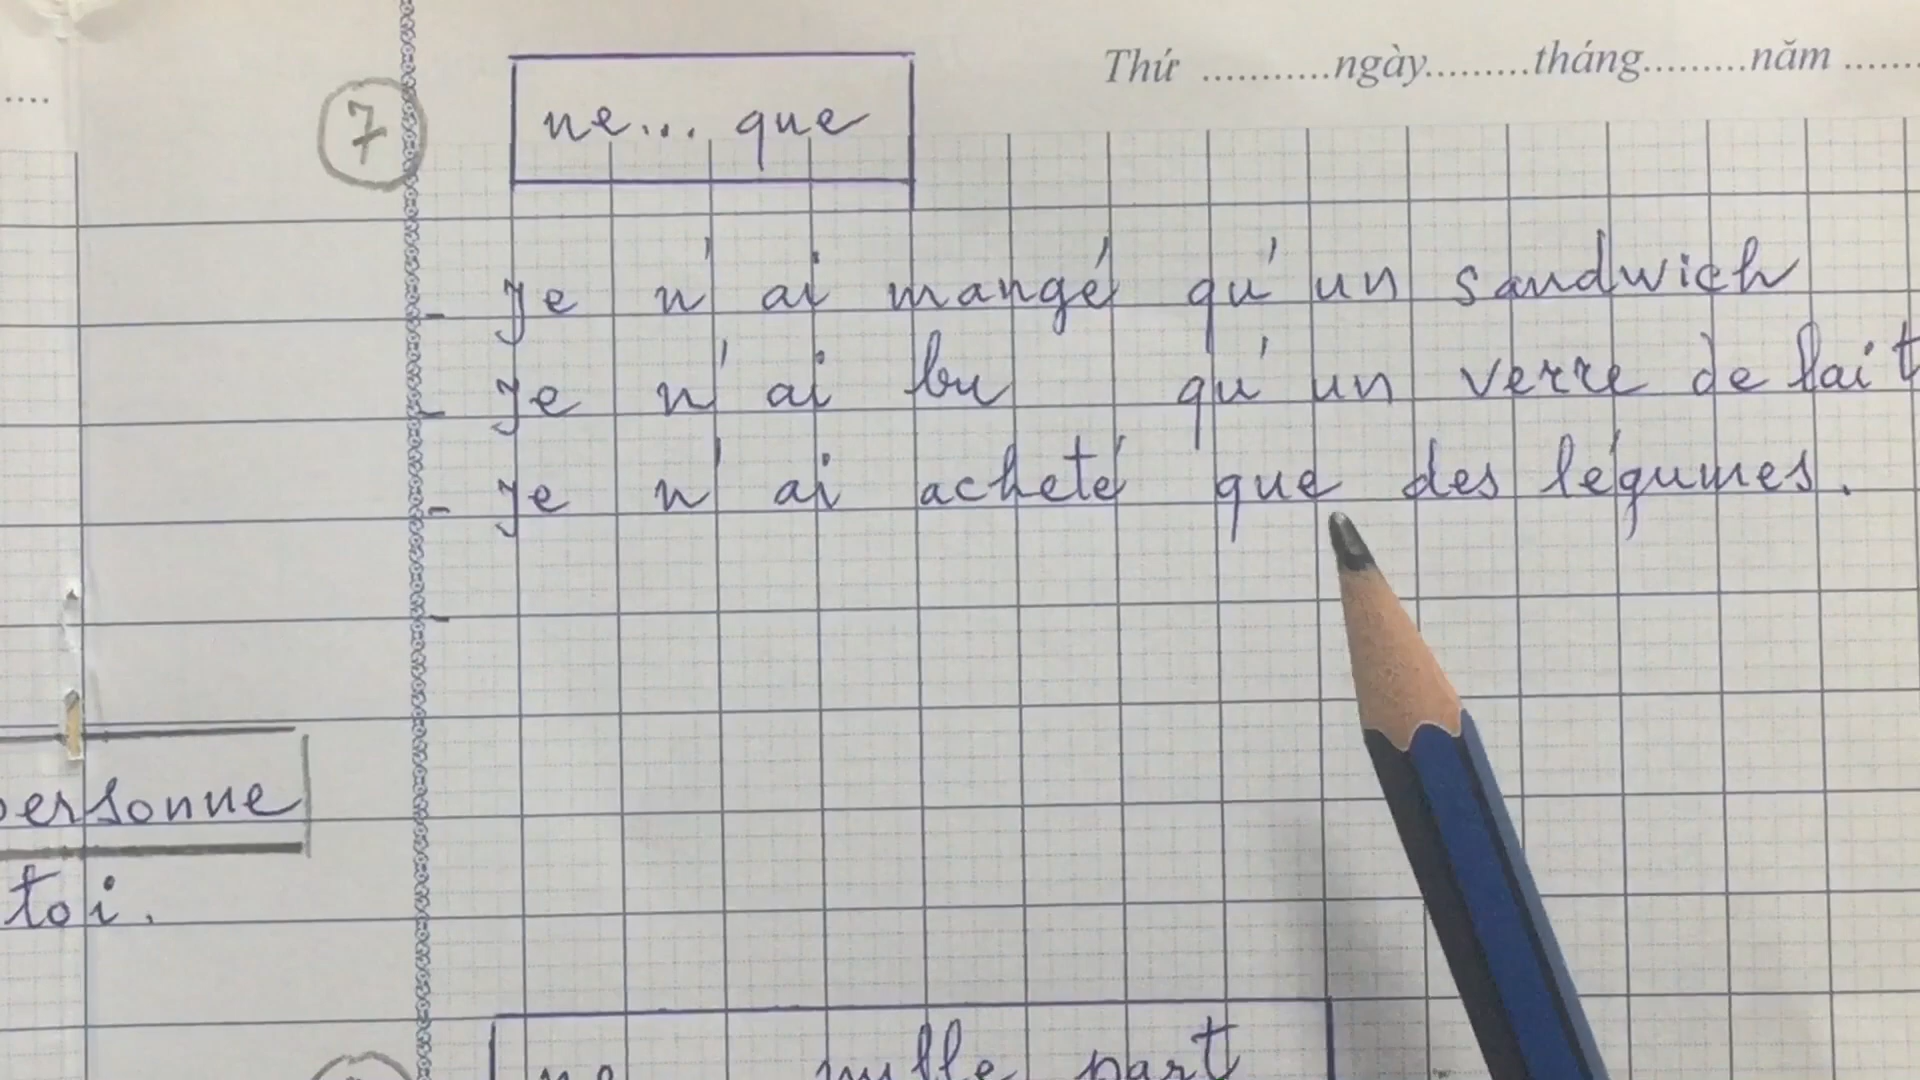 ....
Thứ ...........ngày.........tháng.........năm .......
7
ne... que
- Je n'ai mangé qu'un sandwich
- Je n'ai bu qu'un verre de lait
- Je n'ai acheté que des légumes.
-
personne
toi.
ne nulle part